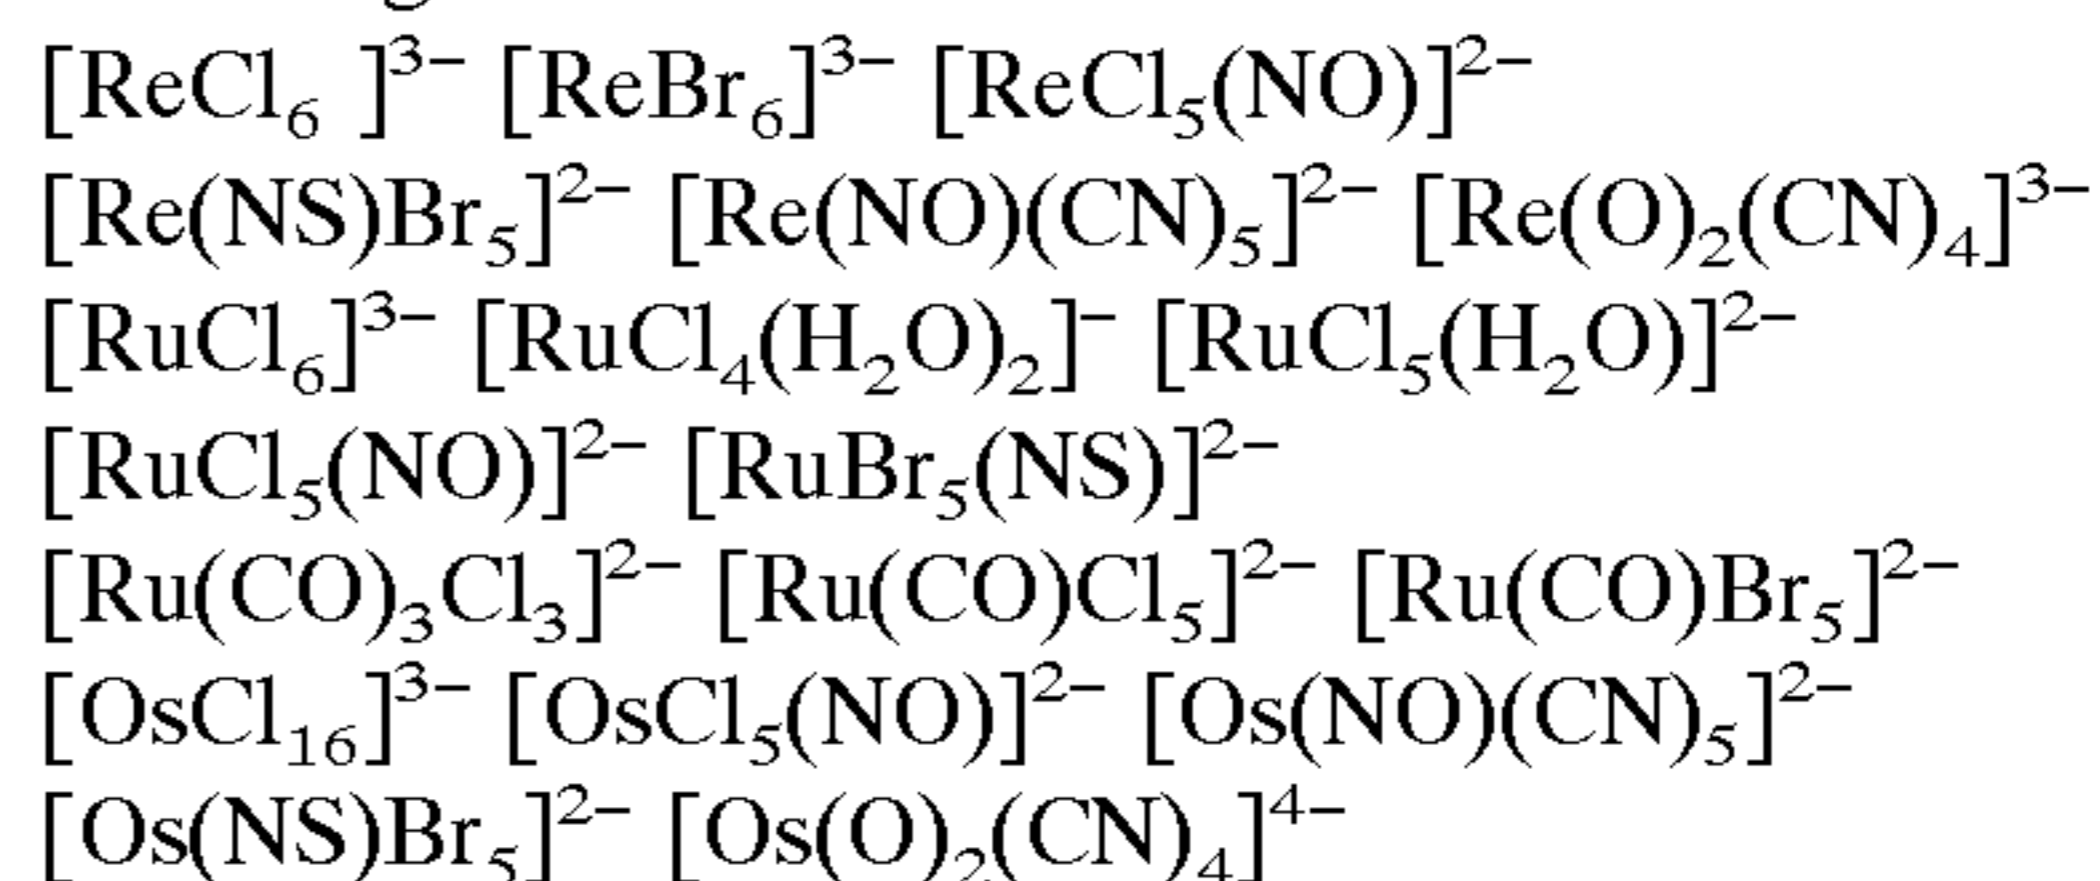 [ReCl₆ ]³⁻ [ReBr₆]³⁻ [ReCl₅(NO)]²⁻
[Re(NS)Br₅]²⁻ [Re(NO)(CN)₅]²⁻ [Re(O)₂(CN)₄]³⁻
[RuCl₆]³⁻ [RuCl₄(H₂O)₂]⁻ [RuCl₅(H₂O)]²⁻
[RuCl₅(NO)]²⁻ [RuBr₅(NS)]²⁻
[Ru(CO)₃Cl₃]²⁻ [Ru(CO)Cl₅]²⁻ [Ru(CO)Br₅]²⁻
[OsCl₁₆]³⁻ [OsCl₅(NO)]²⁻ [Os(NO)(CN)₅]²⁻
[Os(NS)Br₅]²⁻ [Os(O)₂(CN)₄]⁴⁻